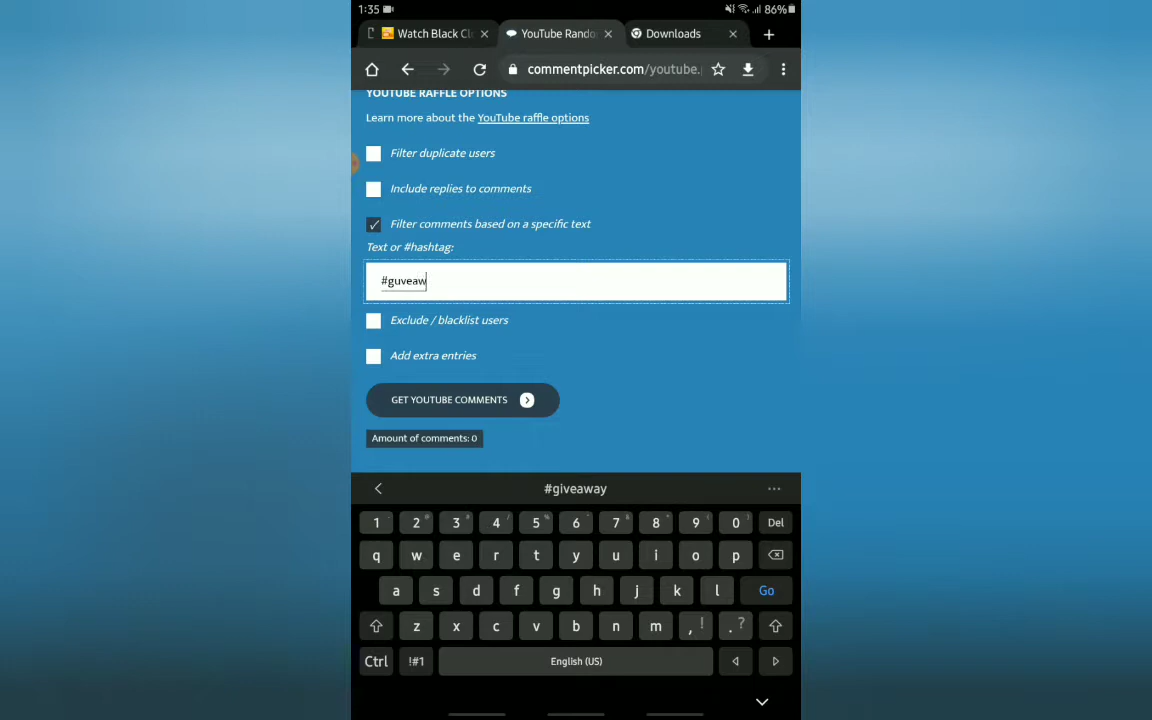 1:35 86%
Watch Black Cl YouTube Rando Downloads
commentpicker.com/youtube.
YOUTUBE RAFFLE OPTIONS
Learn more about the YouTube raffle options
Filter duplicate users
Include replies to comments
Filter comments based on a specific text
Text or #hashtag:
#guveaw
Exclude / blacklist users
Add extra entries
GET YOUTUBE COMMENTS
Amount of comments: 0
#giveaway
1 2 3 4 5 6 7 8 9 0 Del
q w e r t y u i o p
a s d f g h j k l Go
z x c v b n m , ! . ?
Ctrl !#1 English (US)